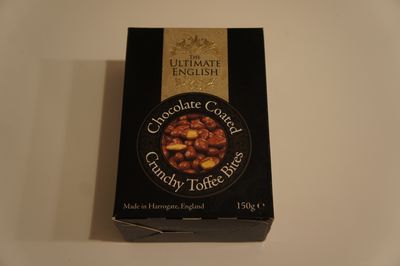 THE
ULTIMATE
ENGLISH
Chocolate Coated
Crunchy Toffee Bites
Made in Harrogate, England
150g ℮